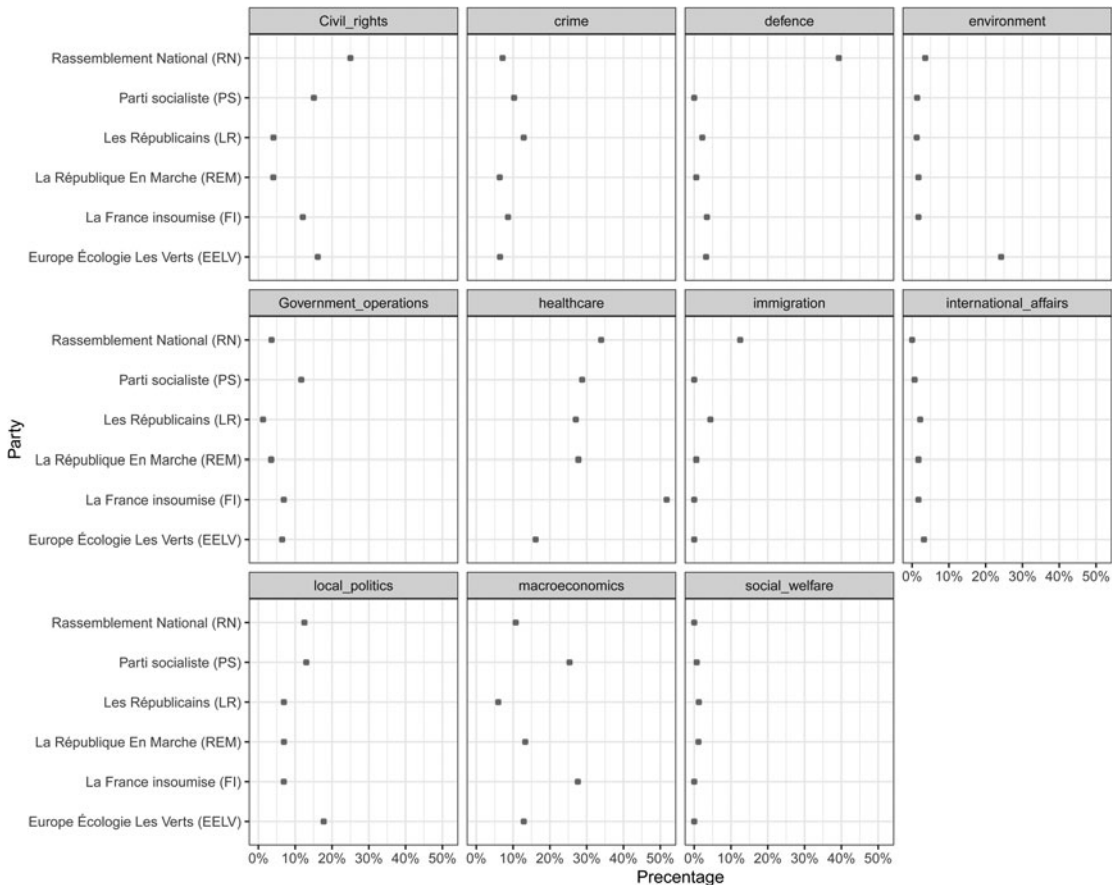 Civil_rights crime defence environment
Rassemblement National (RN)
Parti socialiste (PS)
Les Républicains (LR)
La République En Marche (REM)
La France insoumise (FI)
Europe Écologie Les Verts (EELV)
Government_operations healthcare immigration international_affairs
Rassemblement National (RN)
Parti socialiste (PS)
Les Républicains (LR)
La République En Marche (REM)
La France insoumise (FI)
Europe Écologie Les Verts (EELV)
Party
0% 10% 20% 30% 40% 50%
local_politics macroeconomics social_welfare
Rassemblement National (RN)
Parti socialiste (PS)
Les Républicains (LR)
La République En Marche (REM)
La France insoumise (FI)
Europe Écologie Les Verts (EELV)
0% 10% 20% 30% 40% 50% 0% 10% 20% 30% 40% 50% 0% 10% 20% 30% 40% 50%
Precentage